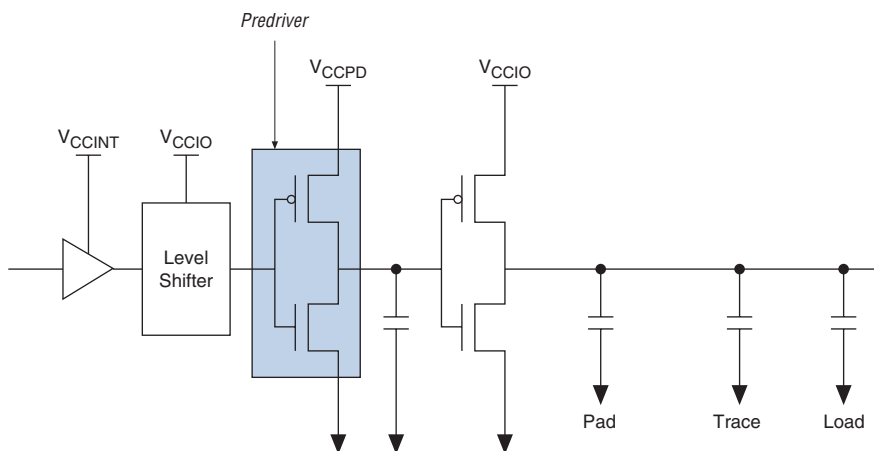 Predriver
VCCPD
VCCIO
VCCINT
VCCIO
Level
Shifter
Pad
Trace
Load